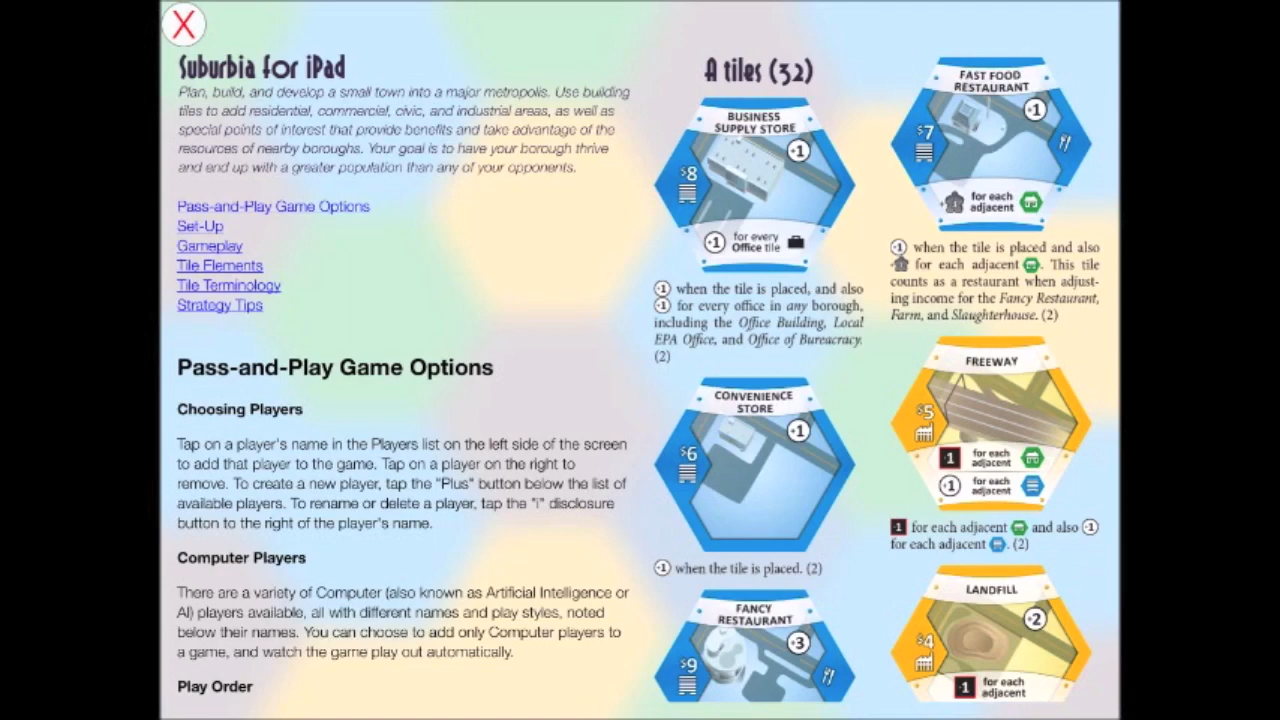 X
Suburbia for iPad
Plan, build, and develop a small town into a major metropolis. Use building
tiles to add residential, commercial, civic, and industrial areas, as well as
special points of interest that provide benefits and take advantage of the
resources of nearby boroughs. Your goal is to have your borough thrive
and end up with a greater population than any of your opponents.
Pass-and-Play Game Options
Set-Up
Gameplay
Tile Elements
Tile Terminology
Strategy Tips
Pass-and-Play Game Options
Choosing Players
Tap on a player's name in the Players list on the left side of the screen
to add that player to the game. Tap on a player on the right to
remove. To create a new player, tap the "Plus" button below the list of
available players. To rename or delete a player, tap the "i" disclosure
button to the right of the player's name.
Computer Players
There are a variety of Computer (also known as Artificial Intelligence or
AI) players available, all with different names and play styles, noted
below their names. You can choose to add only Computer players to
a game, and watch the game play out automatically.
Play Order
A tiles (32)
BUSINESS
SUPPLY STORE
+1
$8
+1 for every
Office tile
+1 when the tile is placed, and also
+1 for every office in any borough,
including the Office Building, Local
EPA Office, and Office of Bureaucracy.
(2)
CONVENIENCE
STORE
+1
$6
+1 when the tile is placed. (2)
FANCY
RESTAURANT
+3
$9
FAST FOOD
RESTAURANT
+1
$7
for each
adjacent
+1 when the tile is placed and also
for each adjacent . This tile
counts as a restaurant when adjust-
ing income for the Fancy Restaurant,
Farm, and Slaughterhouse. (2)
FREEWAY
$5
-1 for each
adjacent
+1 for each
adjacent
-1 for each adjacent and also +1
for each adjacent . (2)
LANDFILL
+2
$4
-1 for each
adjacent